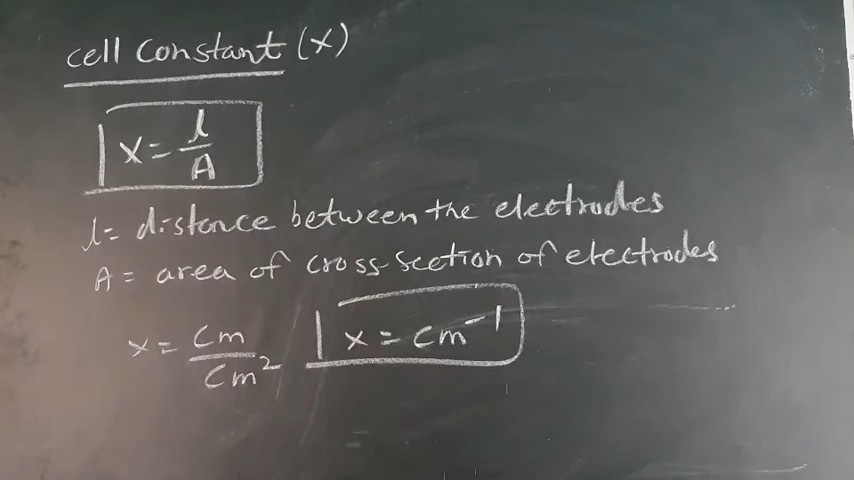 cell Constant (x)
x = l/A
l = distance between the electrodes
A = area of cross-section of electrodes
x = Cm/Cm² x = Cm⁻¹